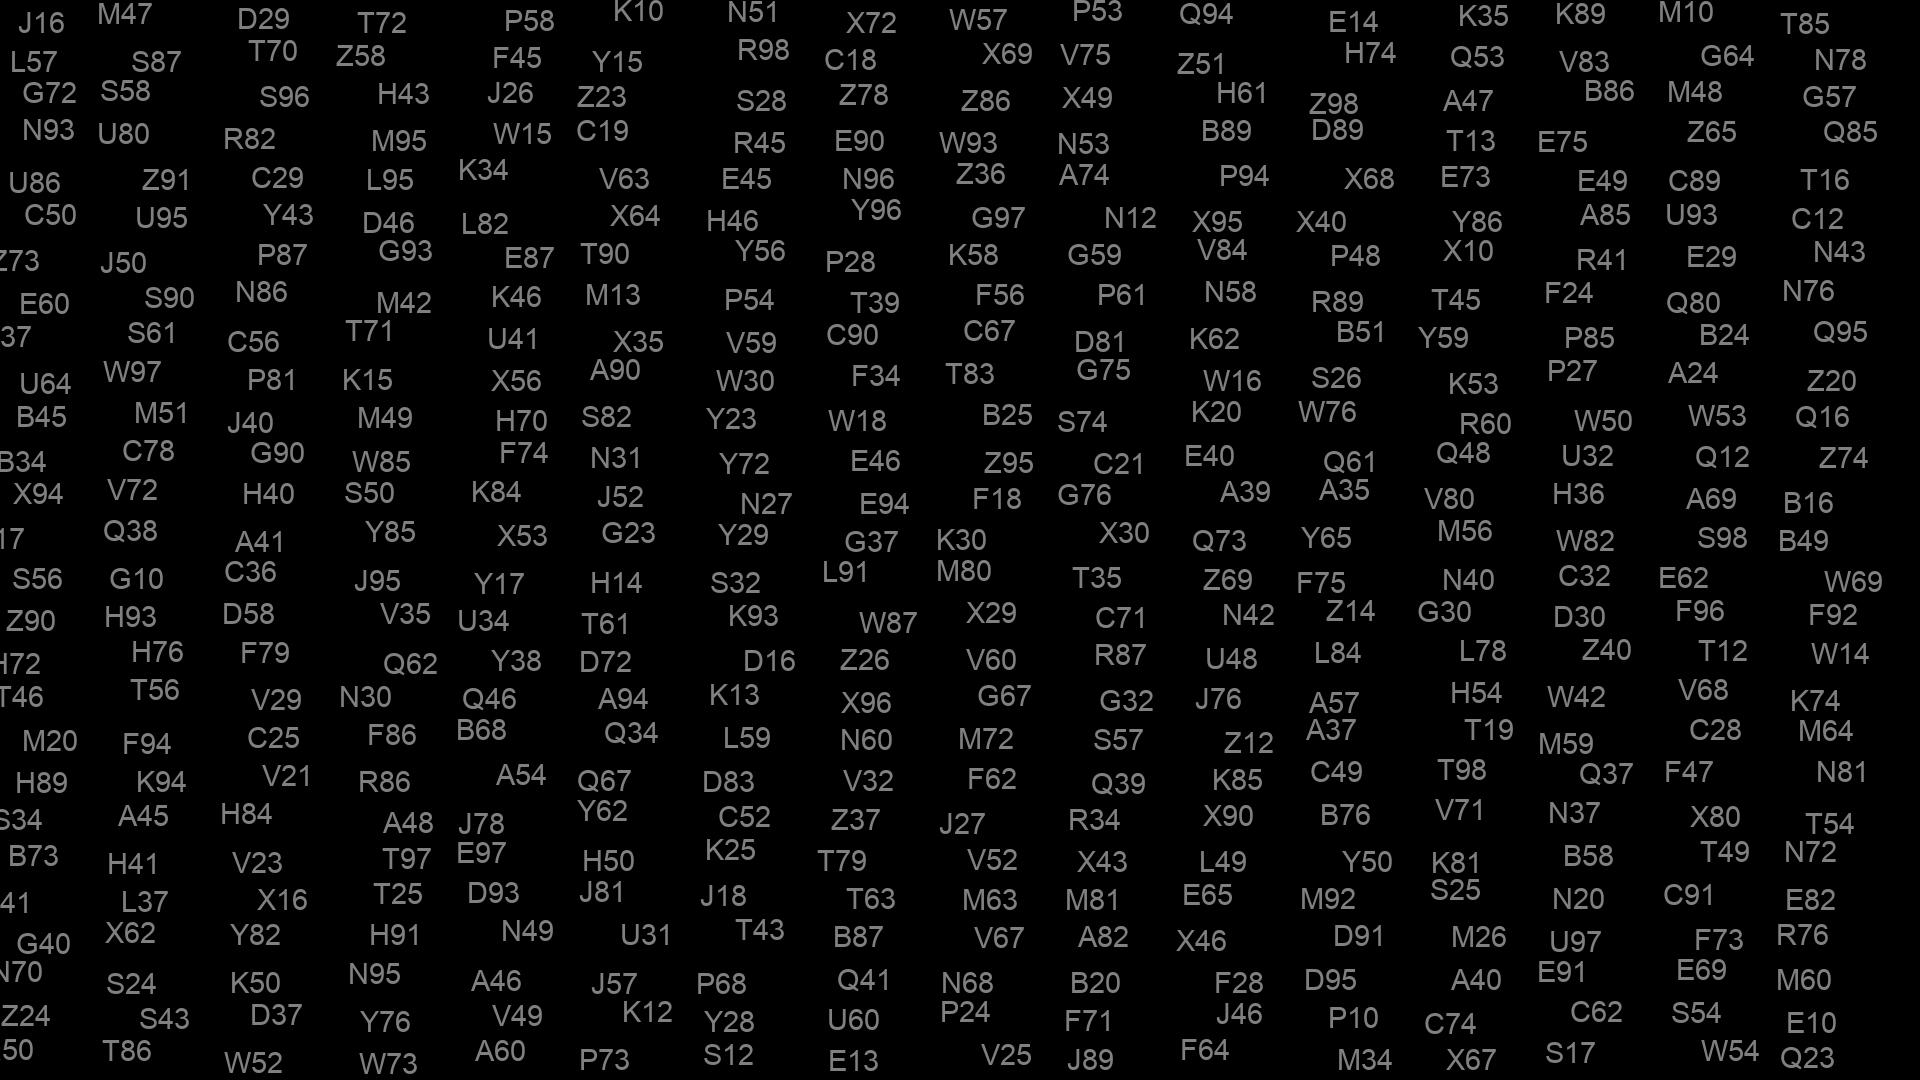 J16 M47 D29 T72 P58 K10 N51 X72 W57 P53 Q94 E14 K35 K89 M10 T85
L57 S87 T70 Z58 F45 Y15 R98 C18 X69 V75 Z51 H74 Q53 V83 G64 N78
G72 S58 S96 H43 J26 Z23 S28 Z78 Z86 X49 H61 Z98 A47 B86 M48 G57
N93 U80 R82 M95 W15 C19 R45 E90 W93 N53 B89 D89 T13 E75 Z65 Q85
U86 Z91 C29 L95 K34 V63 E45 N96 Z36 A74 P94 X68 E73 E49 C89 T16
C50 U95 Y43 D46 L82 X64 H46 Y96 G97 N12 X95 X40 Y86 A85 U93 C12
Z73 J50 P87 G93 E87 T90 Y56 P28 K58 G59 V84 P48 X10 R41 E29 N43
E60 S90 N86 M42 K46 M13 P54 T39 F56 P61 N58 R89 T45 F24 Q80 N76
37 S61 C56 T71 U41 X35 V59 C90 C67 D81 K62 B51 Y59 P85 B24 Q95
U64 W97 P81 K15 X56 A90 W30 F34 T83 G75 W16 S26 K53 P27 A24 Z20
B45 M51 J40 M49 H70 S82 Y23 W18 B25 S74 K20 W76 R60 W50 W53 Q16
B34 C78 G90 W85 F74 N31 Y72 E46 Z95 C21 E40 Q61 Q48 U32 Q12 Z74
X94 V72 H40 S50 K84 J52 N27 E94 F18 G76 A39 A35 V80 H36 A69 B16
17 Q38 A41 Y85 X53 G23 Y29 G37 K30 X30 Q73 Y65 M56 W82 S98 B49
S56 G10 C36 J95 Y17 H14 S32 L91 M80 T35 Z69 F75 N40 C32 E62 W69
Z90 H93 D58 V35 U34 T61 K93 W87 X29 C71 N42 Z14 G30 D30 F96 F92
H72 H76 F79 Q62 Y38 D72 D16 Z26 V60 R87 U48 L84 L78 Z40 T12 W14
T46 T56 V29 N30 Q46 A94 K13 X96 G67 G32 J76 A57 H54 W42 V68 K74
M20 F94 C25 F86 B68 Q34 L59 N60 M72 S57 Z12 A37 T19 M59 C28 M64
H89 K94 V21 R86 A54 Q67 D83 V32 F62 Q39 K85 C49 T98 Q37 F47 N81
S34 A45 H84 A48 J78 Y62 C52 Z37 J27 R34 X90 B76 V71 N37 X80 T54
B73 H41 V23 T97 E97 H50 K25 T79 V52 X43 L49 Y50 K81 B58 T49 N72
41 L37 X16 T25 D93 J81 J18 T63 M63 M81 E65 M92 S25 N20 C91 E82
G40 X62 Y82 H91 N49 U31 T43 B87 V67 A82 X46 D91 M26 U97 F73 R76
N70 S24 K50 N95 A46 J57 P68 Q41 N68 B20 F28 D95 A40 E91 E69 M60
Z24 S43 D37 Y76 V49 K12 Y28 U60 P24 F71 J46 P10 C74 C62 S54 E10
50 T86 W52 W73 A60 P73 S12 E13 V25 J89 F64 M34 X67 S17 W54 Q23